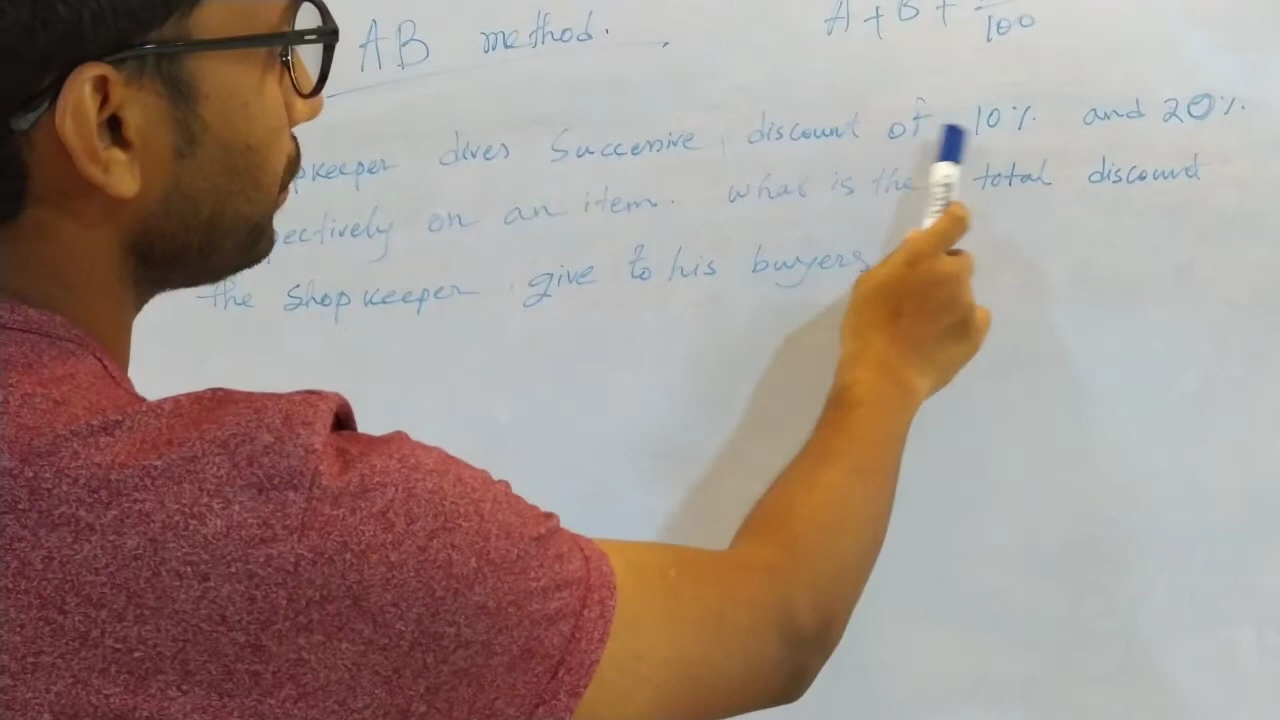 AB method.
A + B + 100
pkeeper dives Successive discount of 10% and 20%.
pectively on an item. what is the total discount
the Shopkeeper give to his buyers